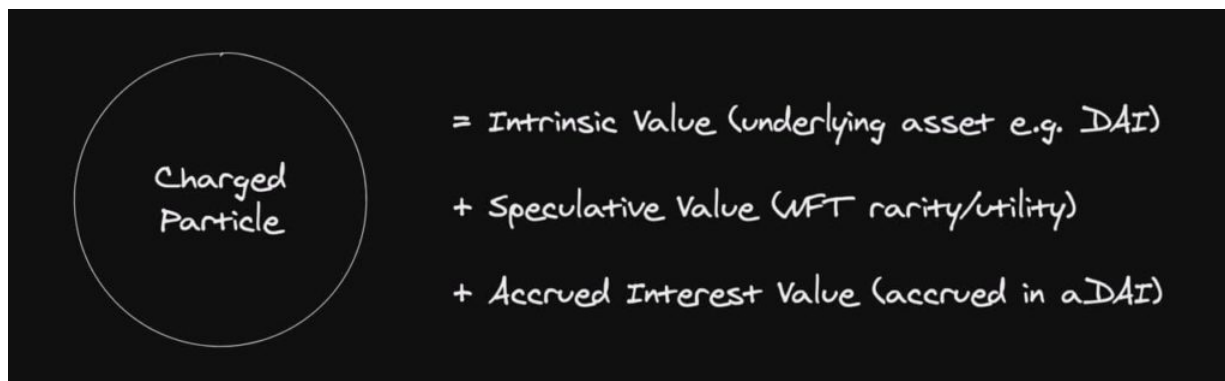 Charged
Particle
= Intrinsic Value (underlying asset e.g. DAI)
+ Speculative Value (NFT rarity/utility)
+ Accrued Interest Value (accrued in aDAI)